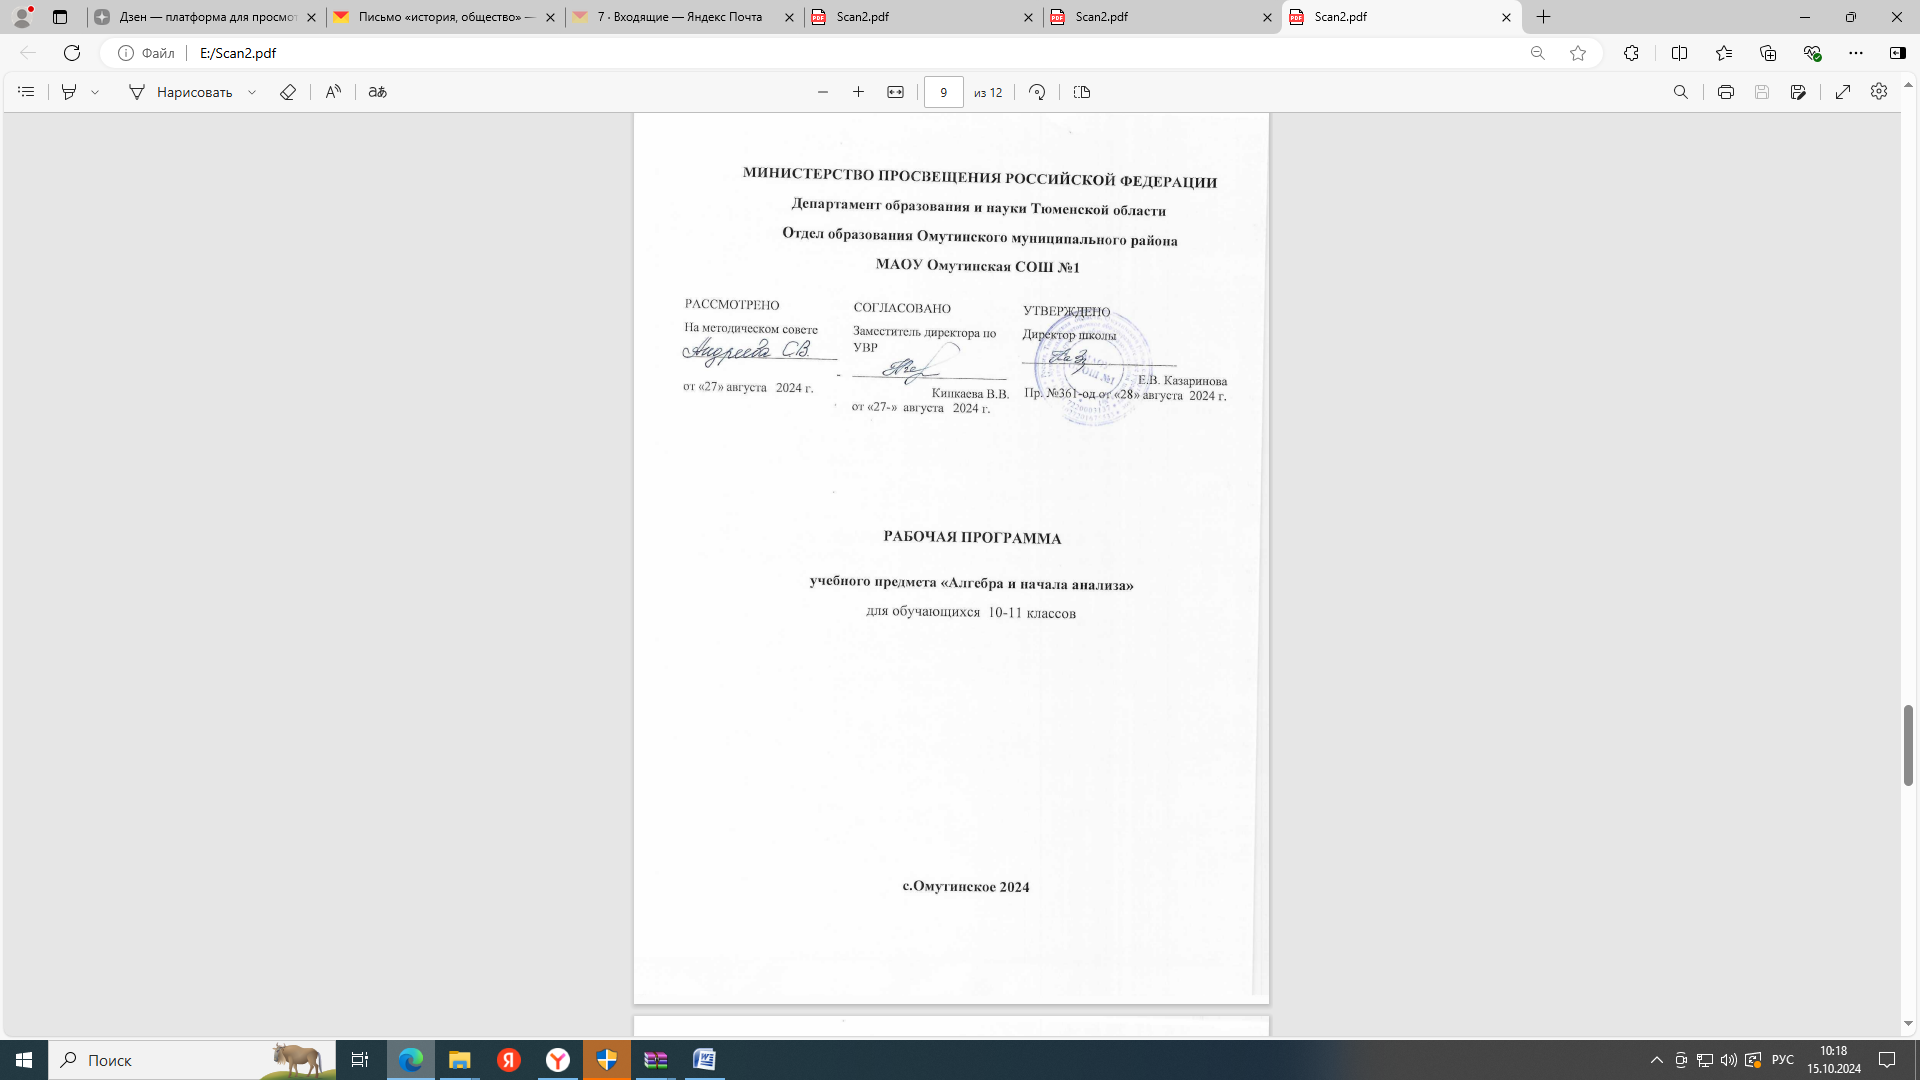 Дзен — платформа для просмот
Письмо «история, общество» —
7 · Входящие — Яндекс Почта
Scan2.pdf
Scan2.pdf
Scan2.pdf
Файл
E:/Scan2.pdf
Нарисовать
9 из 12
МИНИСТЕРСТВО ПРОСВЕЩЕНИЯ РОССИЙСКОЙ ФЕДЕРАЦИИ
Департамент образования и науки Тюменской области
Отдел образования Омутинского муниципального района
МАОУ Омутинская СОШ №1
РАССМОТРЕНО
На методическом совете
Андреева С.В.
от «27» августа 2024 г.
СОГЛАСОВАНО
Заместитель директора по
УВР
Кипкаева В.В.
от «27-» августа 2024 г.
УТВЕРЖДЕНО
Директор школы
СОШ №1
Е.В. Казаринова
Пр. №361-од от «28» августа 2024 г.
РАБОЧАЯ ПРОГРАММА
учебного предмета «Алгебра и начала анализа»
для обучающихся 10-11 классов
с.Омутинское 2024
Поиск
РУС
10:18
15.10.2024